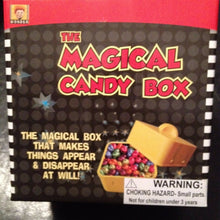 WONDER
THE
MAGICAL
CANDY BOX
THE MAGICAL BOX
THAT MAKES
THINGS APPEAR
& DISAPPEAR
AT WILL!
WARNING:
CHOKING HAZARD- Small parts
Not for children under 3 years